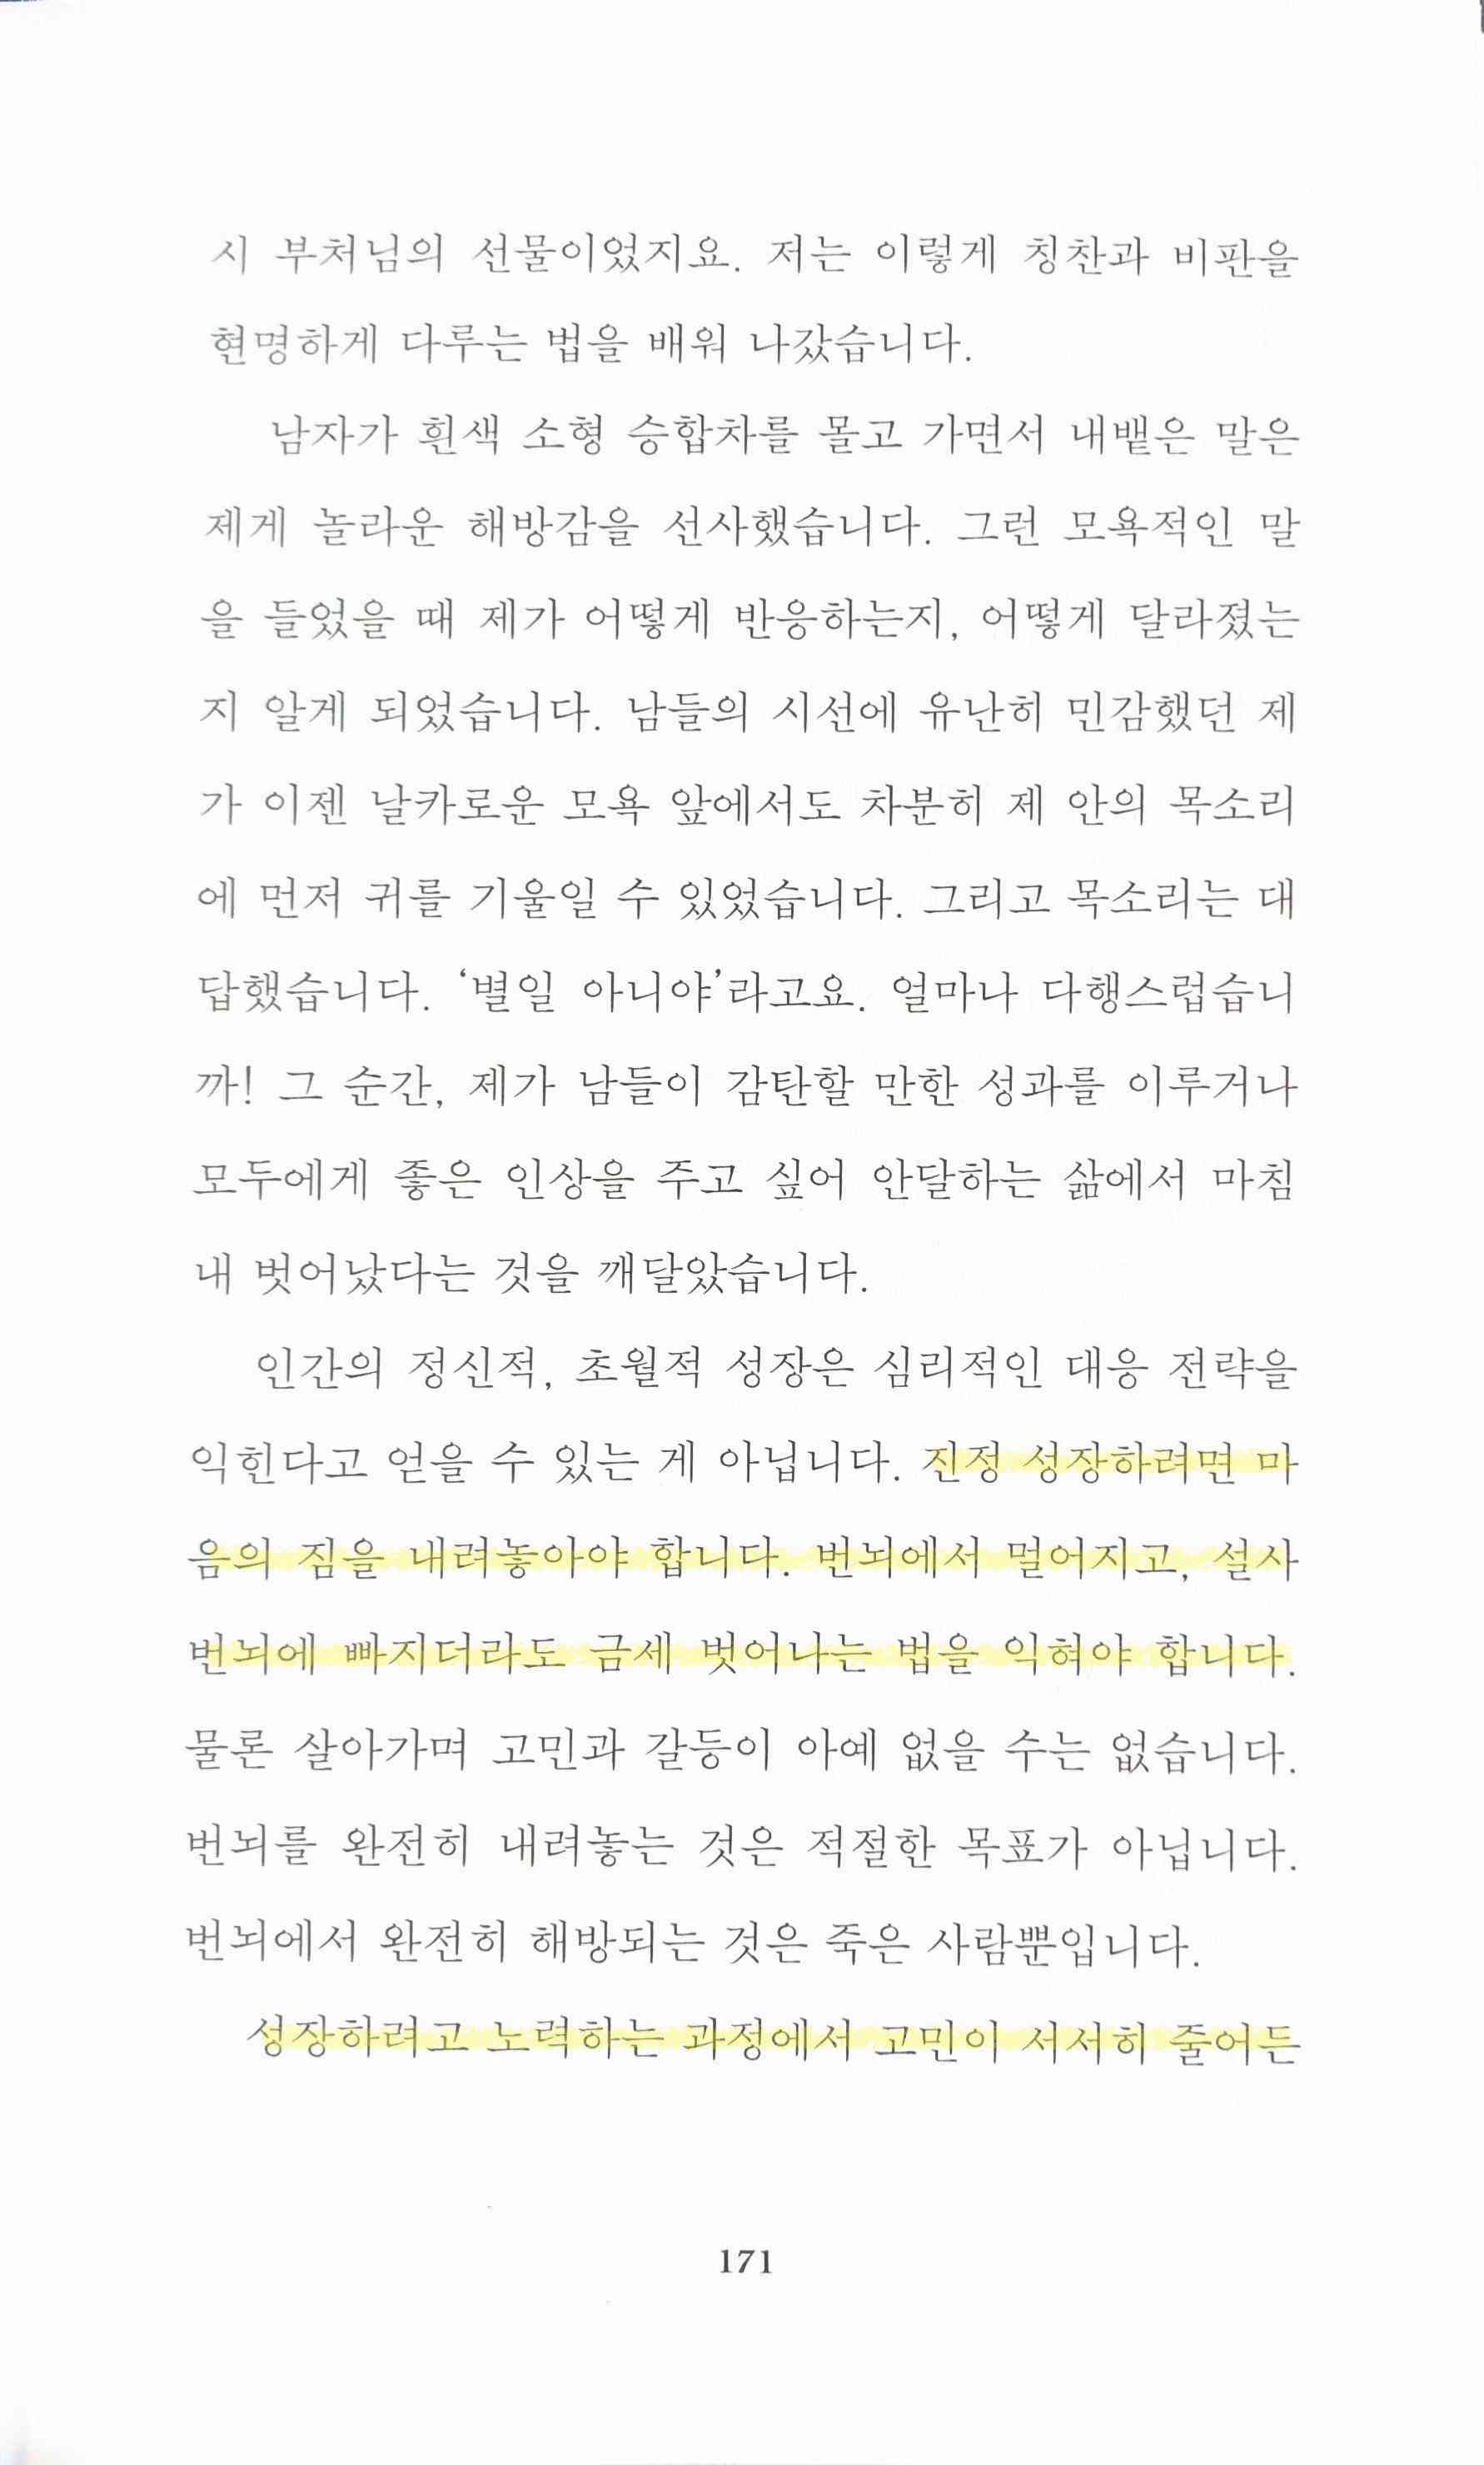 시 부처님의 선물이었지요. 저는 이렇게 칭찬과 비판을
현명하게 다루는 법을 배워 나갔습니다.
남자가 흰색 소형 승합차를 몰고 가면서 내뱉은 말은
제게 놀라운 해방감을 선사했습니다. 그런 모욕적인 말
을 들었을 때 제가 어떻게 반응하는지, 어떻게 달라졌는
지 알게 되었습니다. 남들의 시선에 유난히 민감했던 제
가 이젠 날카로운 모욕 앞에서도 차분히 제 안의 목소리
에 먼저 귀를 기울일 수 있었습니다. 그리고 목소리는 대
답했습니다. ‘별일 아니야’라고요. 얼마나 다행스럽습니
까! 그 순간, 제가 남들이 감탄할 만한 성과를 이루거나
모두에게 좋은 인상을 주고 싶어 안달하는 삶에서 마침
내 벗어났다는 것을 깨달았습니다.
인간의 정신적, 초월적 성장은 심리적인 대응 전략을
익힌다고 얻을 수 있는 게 아닙니다. 진정 성장하려면 마
음의 짐을 내려놓아야 합니다. 번뇌에서 멀어지고, 설사
번뇌에 빠지더라도 금세 벗어나는 법을 익혀야 합니다.
물론 살아가며 고민과 갈등이 아예 없을 수는 없습니다.
번뇌를 완전히 내려놓는 것은 적절한 목표가 아닙니다.
번뇌에서 완전히 해방되는 것은 죽은 사람뿐입니다.
성장하려고 노력하는 과정에서 고민이 서서히 줄어든
171